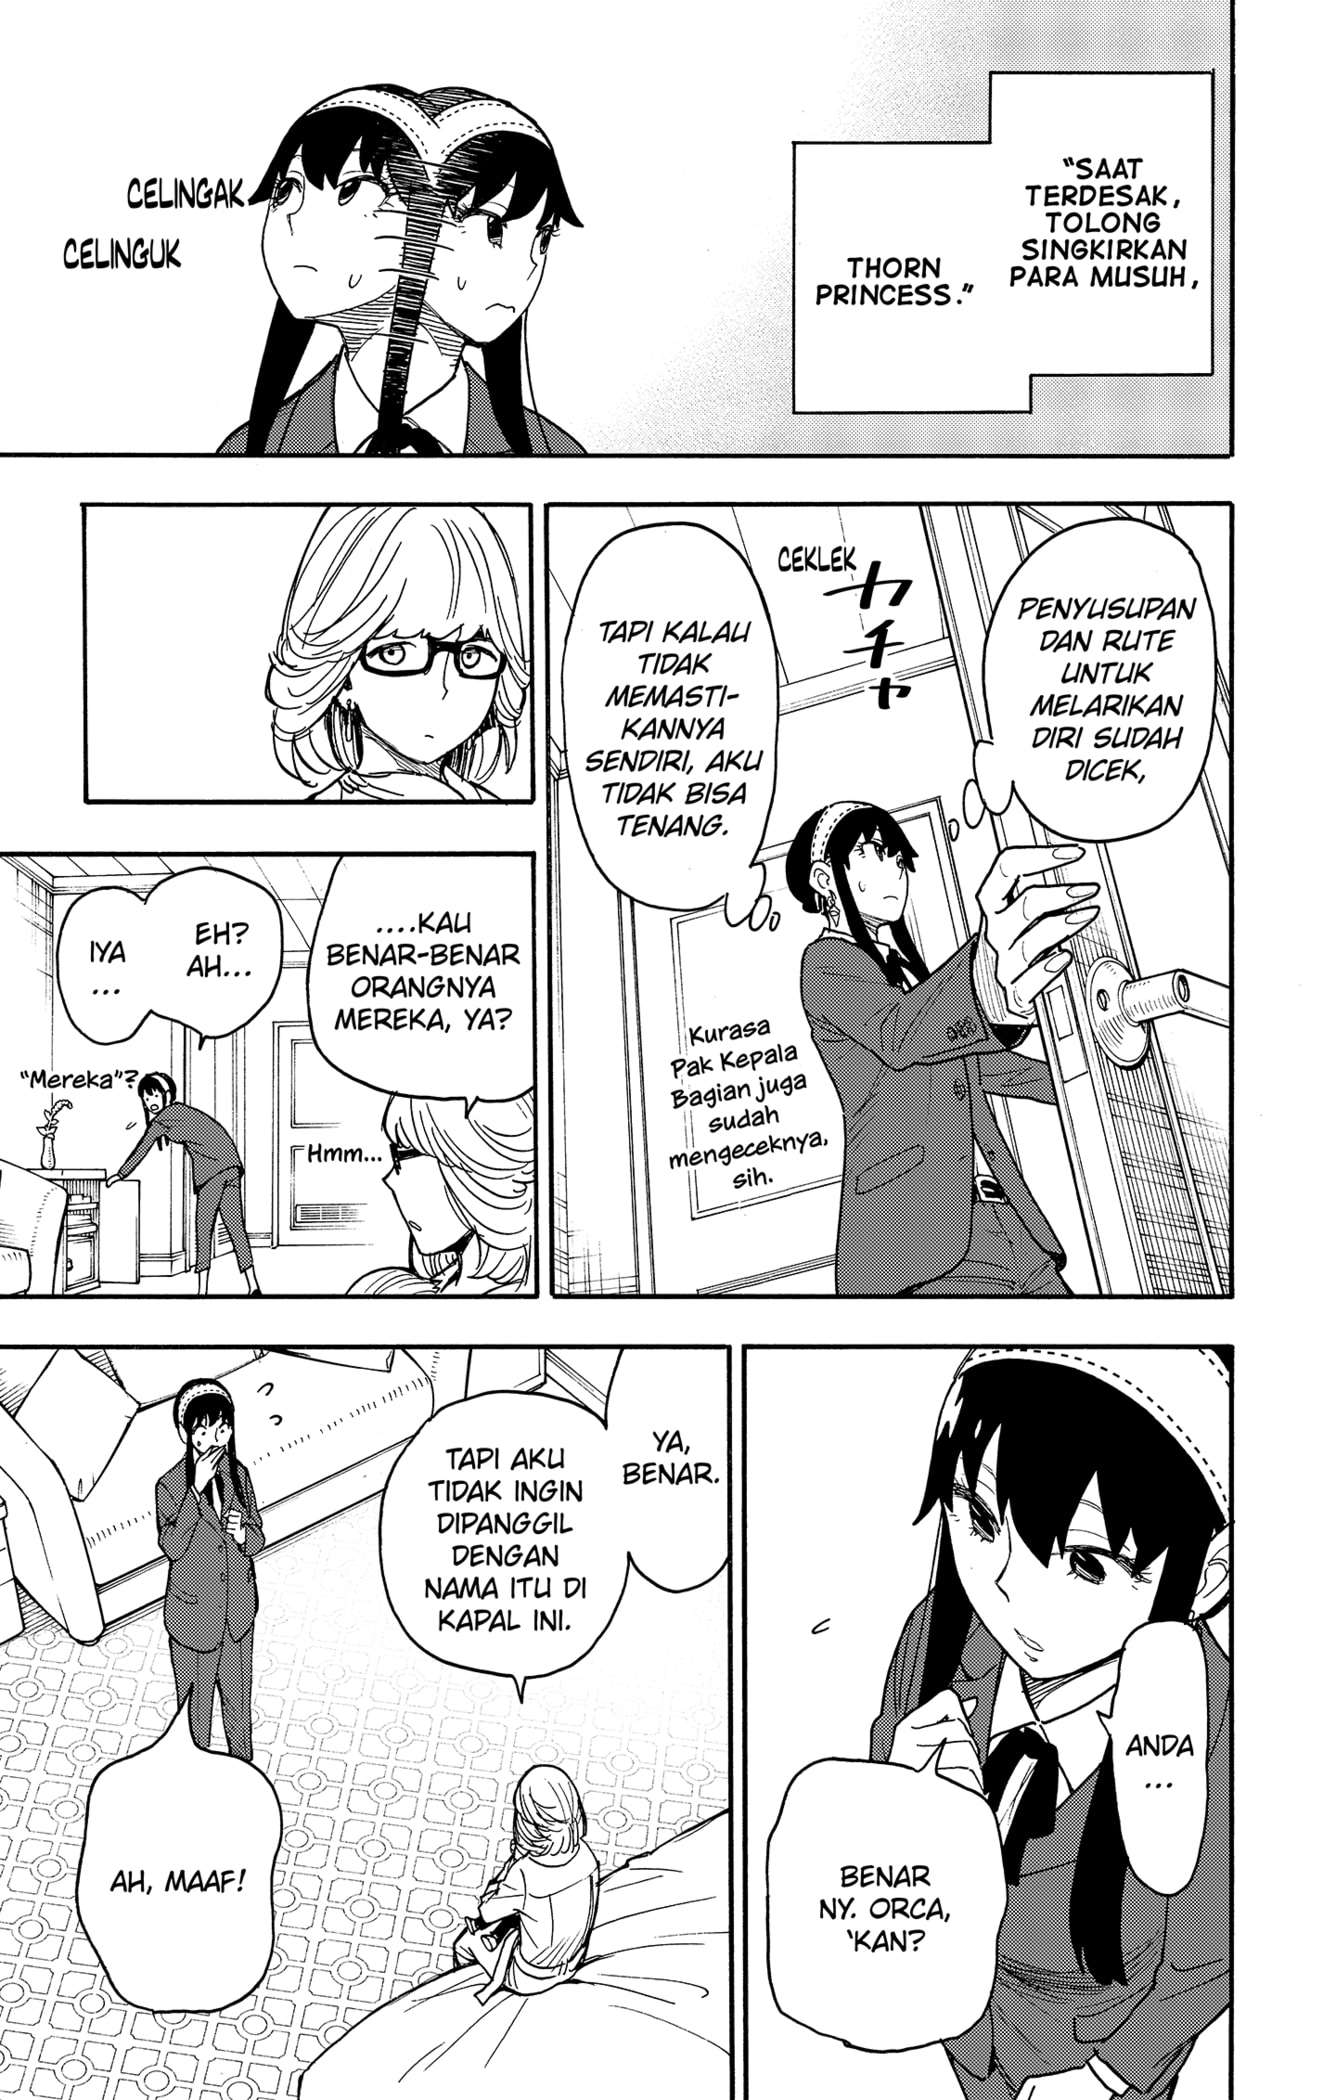 “SAAT
TERDESAK,
TOLONG
SINGKIRKAN
PARA MUSUH,
THORN
PRINCESS.”
CELINGAK
CELINGUK
PENYUSUPAN
DAN RUTE
UNTUK
MELARIKAN
DIRI SUDAH
DICEK,
CEKLEK
カチャ
TAPI KALAU
TIDAK
MEMASTI-
KANNYA
SENDIRI, AKU
TIDAK BISA
TENANG.
Kurasa
Pak Kepala
Bagian juga
sudah
mengeceknya,
sih.
....KAU
BENAR-BENAR
ORANGNYA
MEREKA, YA?
Hmm...
EH?
AH...
IYA
...
“Mereka”?
ANDA
...
BENAR
NY. ORCA,
‘KAN?
YA,
BENAR.
TAPI AKU
TIDAK INGIN
DIPANGGIL
DENGAN
NAMA ITU DI
KAPAL INI.
AH, MAAF!